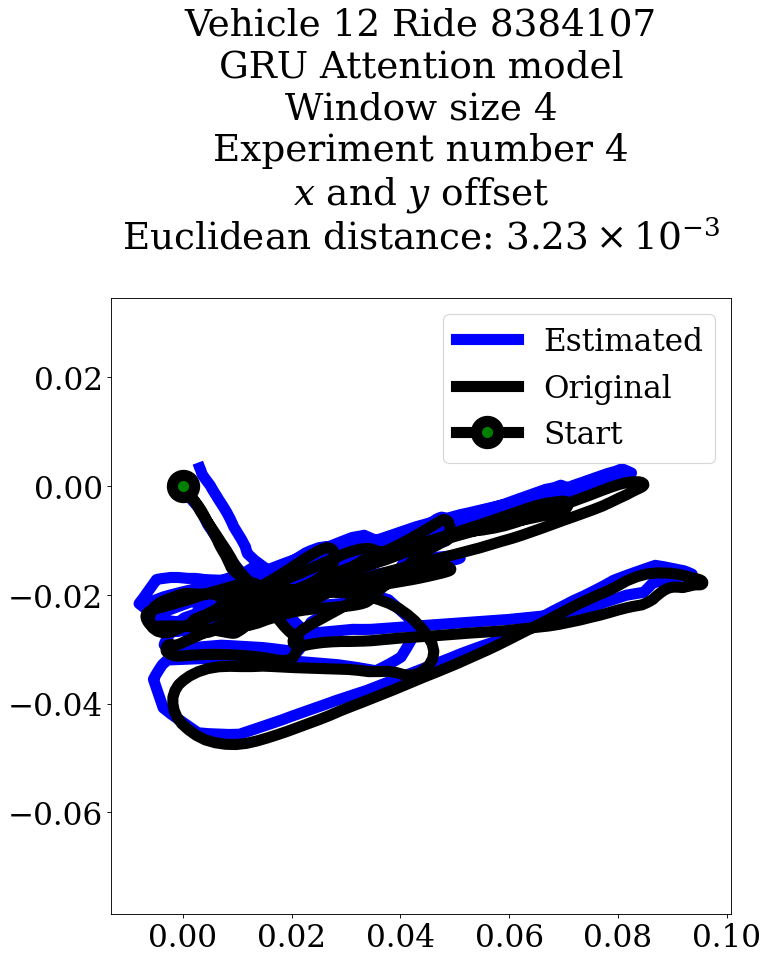 Vehicle 12 Ride 8384107
GRU Attention model
Window size 4
Experiment number 4
x and y offset
Euclidean distance: 3.23 × 10⁻³
Estimated
Original
Start
0.02
0.00
−0.02
−0.04
−0.06
0.00 0.02 0.04 0.06 0.08 0.10